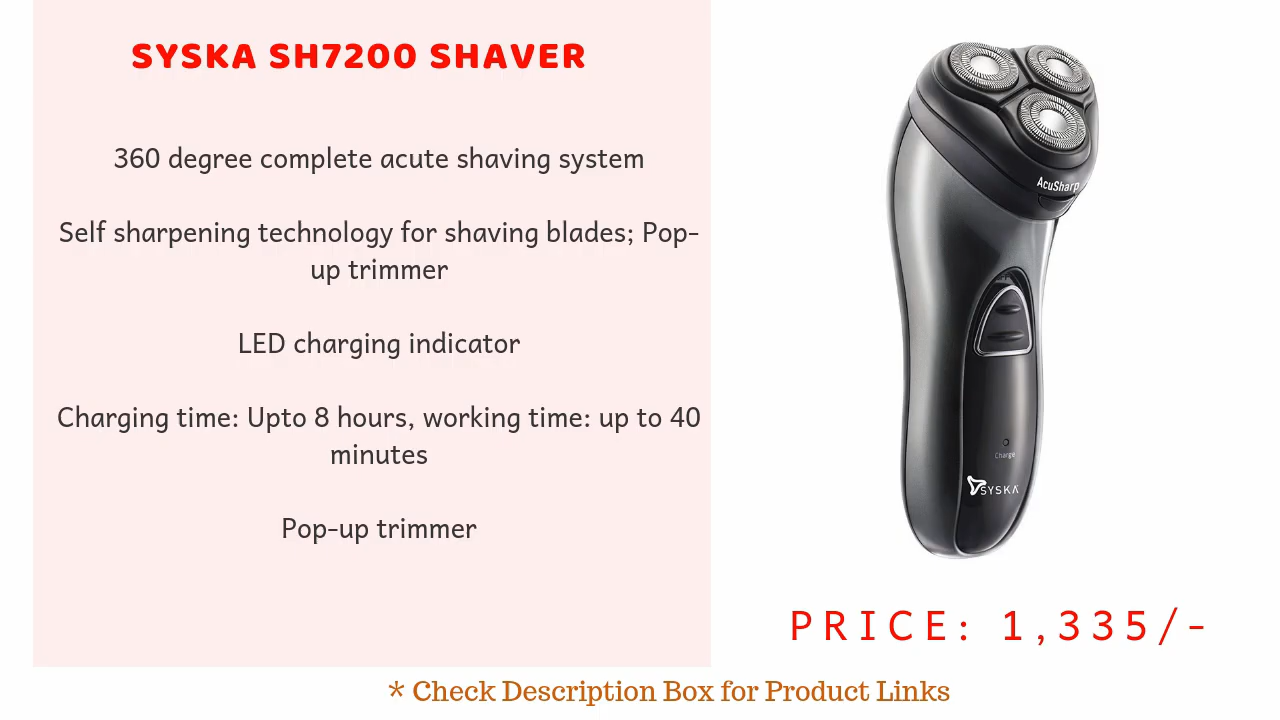 SYSKA SH7200 SHAVER
360 degree complete acute shaving system
Self sharpening technology for shaving blades; Pop-
up trimmer
LED charging indicator
Charging time: Upto 8 hours, working time: up to 40
minutes
Pop-up trimmer
AcuSharp
Charge
SYSKA
PRICE: 1,335/-
* Check Description Box for Product Links